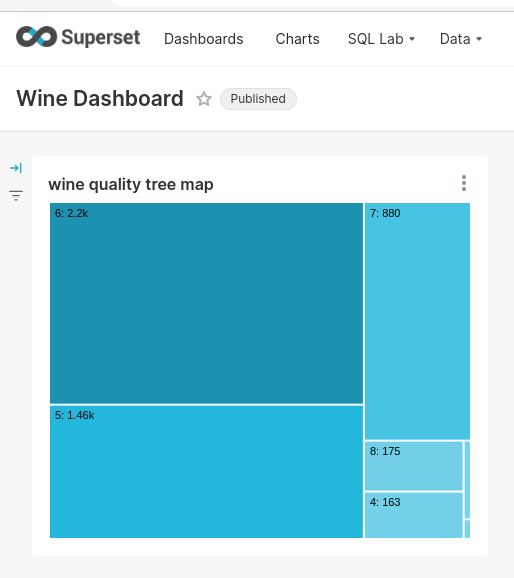 Superset Dashboards Charts SQL Lab Data
Wine Dashboard Published
wine quality tree map
6: 2.2k
7: 880
5: 1.46k
8: 175
4: 163